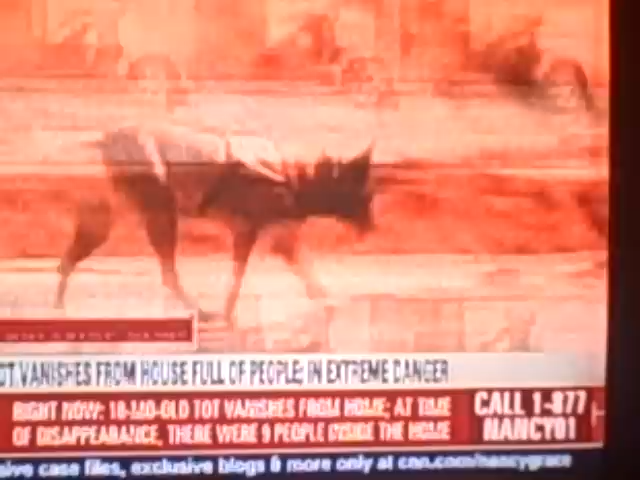 OT VANISHES FROM HOUSE FULL OF PEOPLE; IN EXTREME DANGER
RIGHT NOW: 18-MO-OLD TOT VANISHES FROM HOME; AT TIME
OF DISAPPEARANCE, THERE WERE 9 PEOPLE INSIDE THE HOME
CALL 1-877
NANCY01
sive case files, exclusive blogs & more only at cnn.com/nancygrace